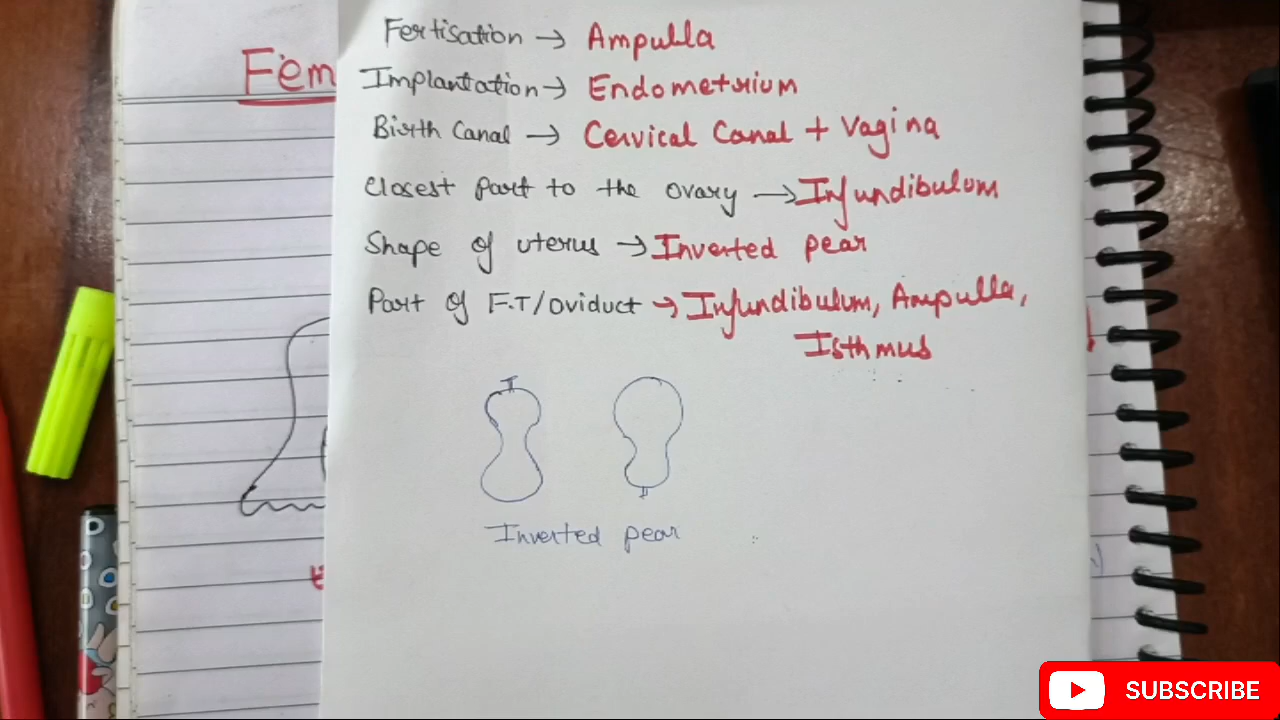 Fem
Fertisation → Ampulla
Implantation → Endometrium
Birth Canal → Cervical Canal + Vagina
Closest part to the ovary → Infundibulum
Shape of uterus → Inverted pear
Part of F.T/oviduct → Infundibulum, Ampulla,
Isthmus
Inverted pear
SUBSCRIBE